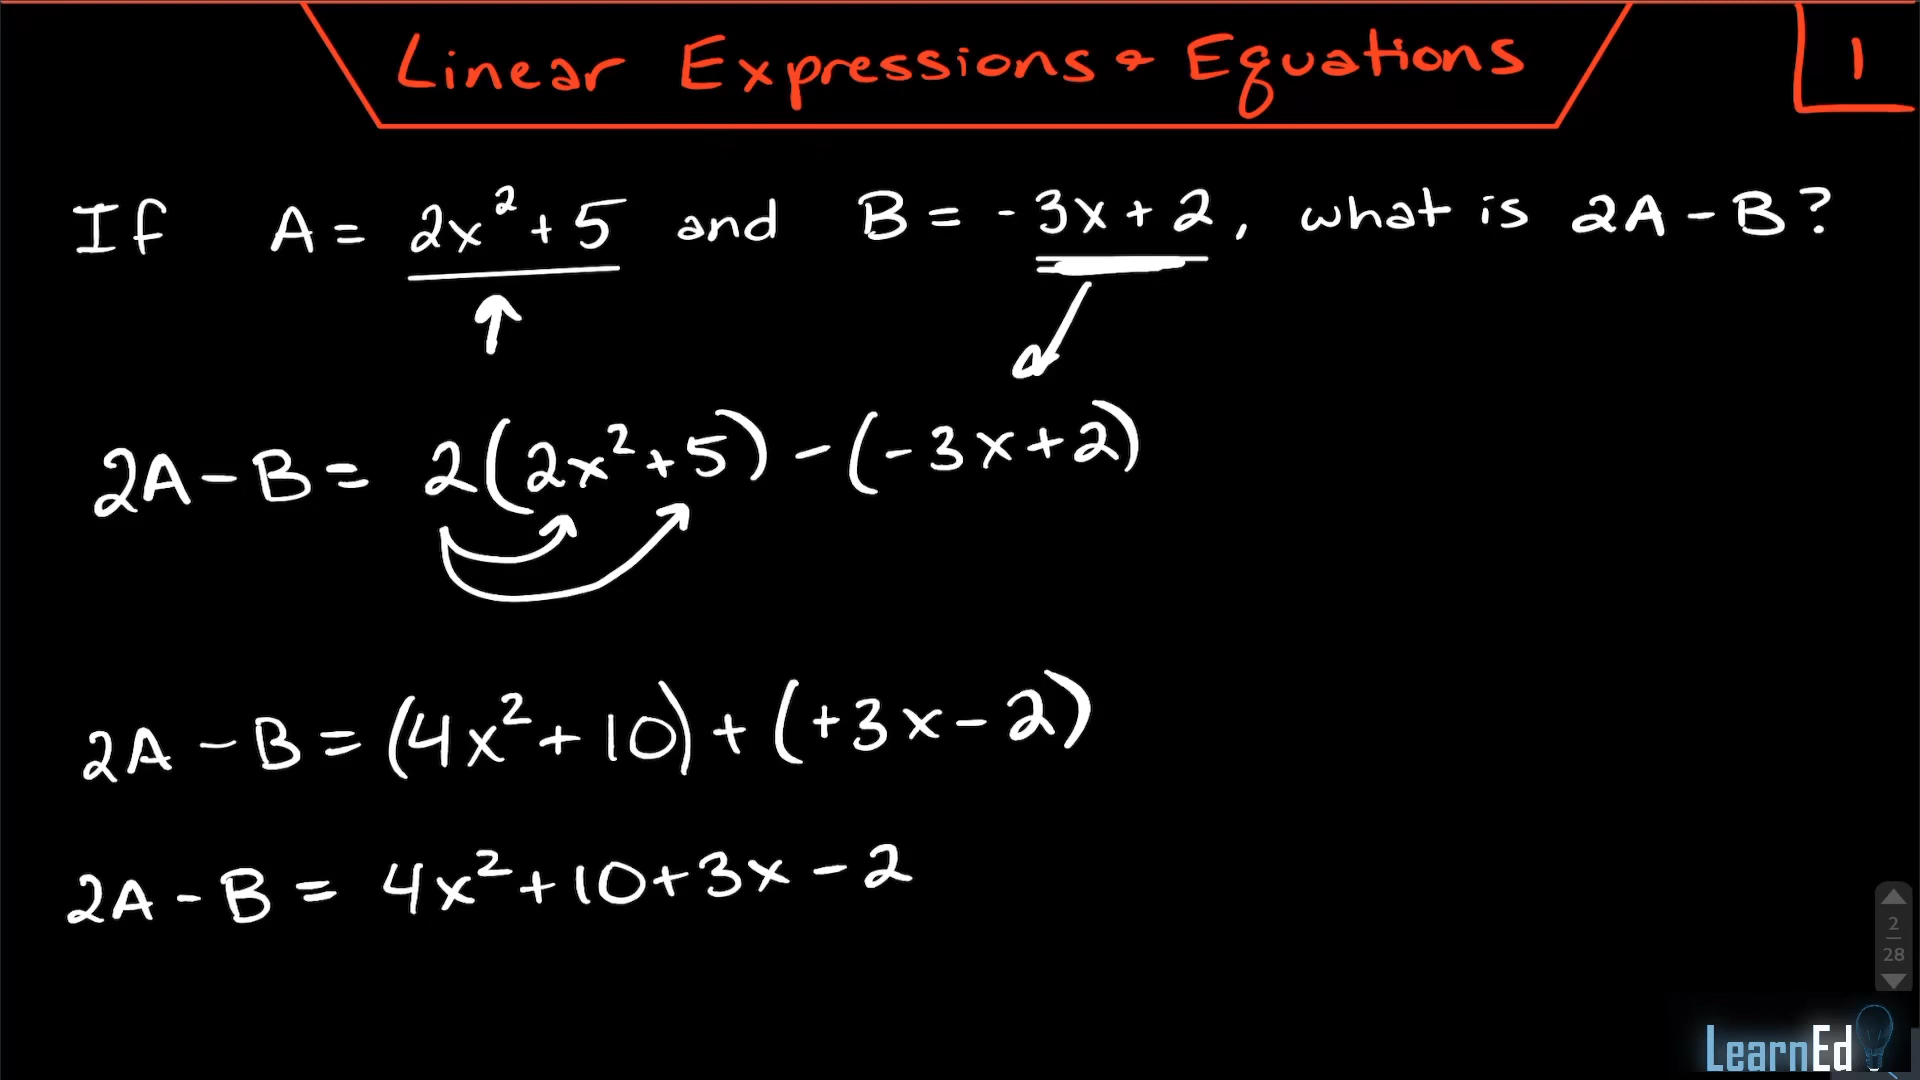 Linear Expressions & Equations
1
If A = 2x² + 5 and B = -3x + 2, what is 2A - B?
2A - B = 2(2x² + 5) - (-3x + 2)
2A - B = (4x² + 10) + (+3x - 2)
2A - B = 4x² + 10 + 3x - 2
2
28
LearnEd